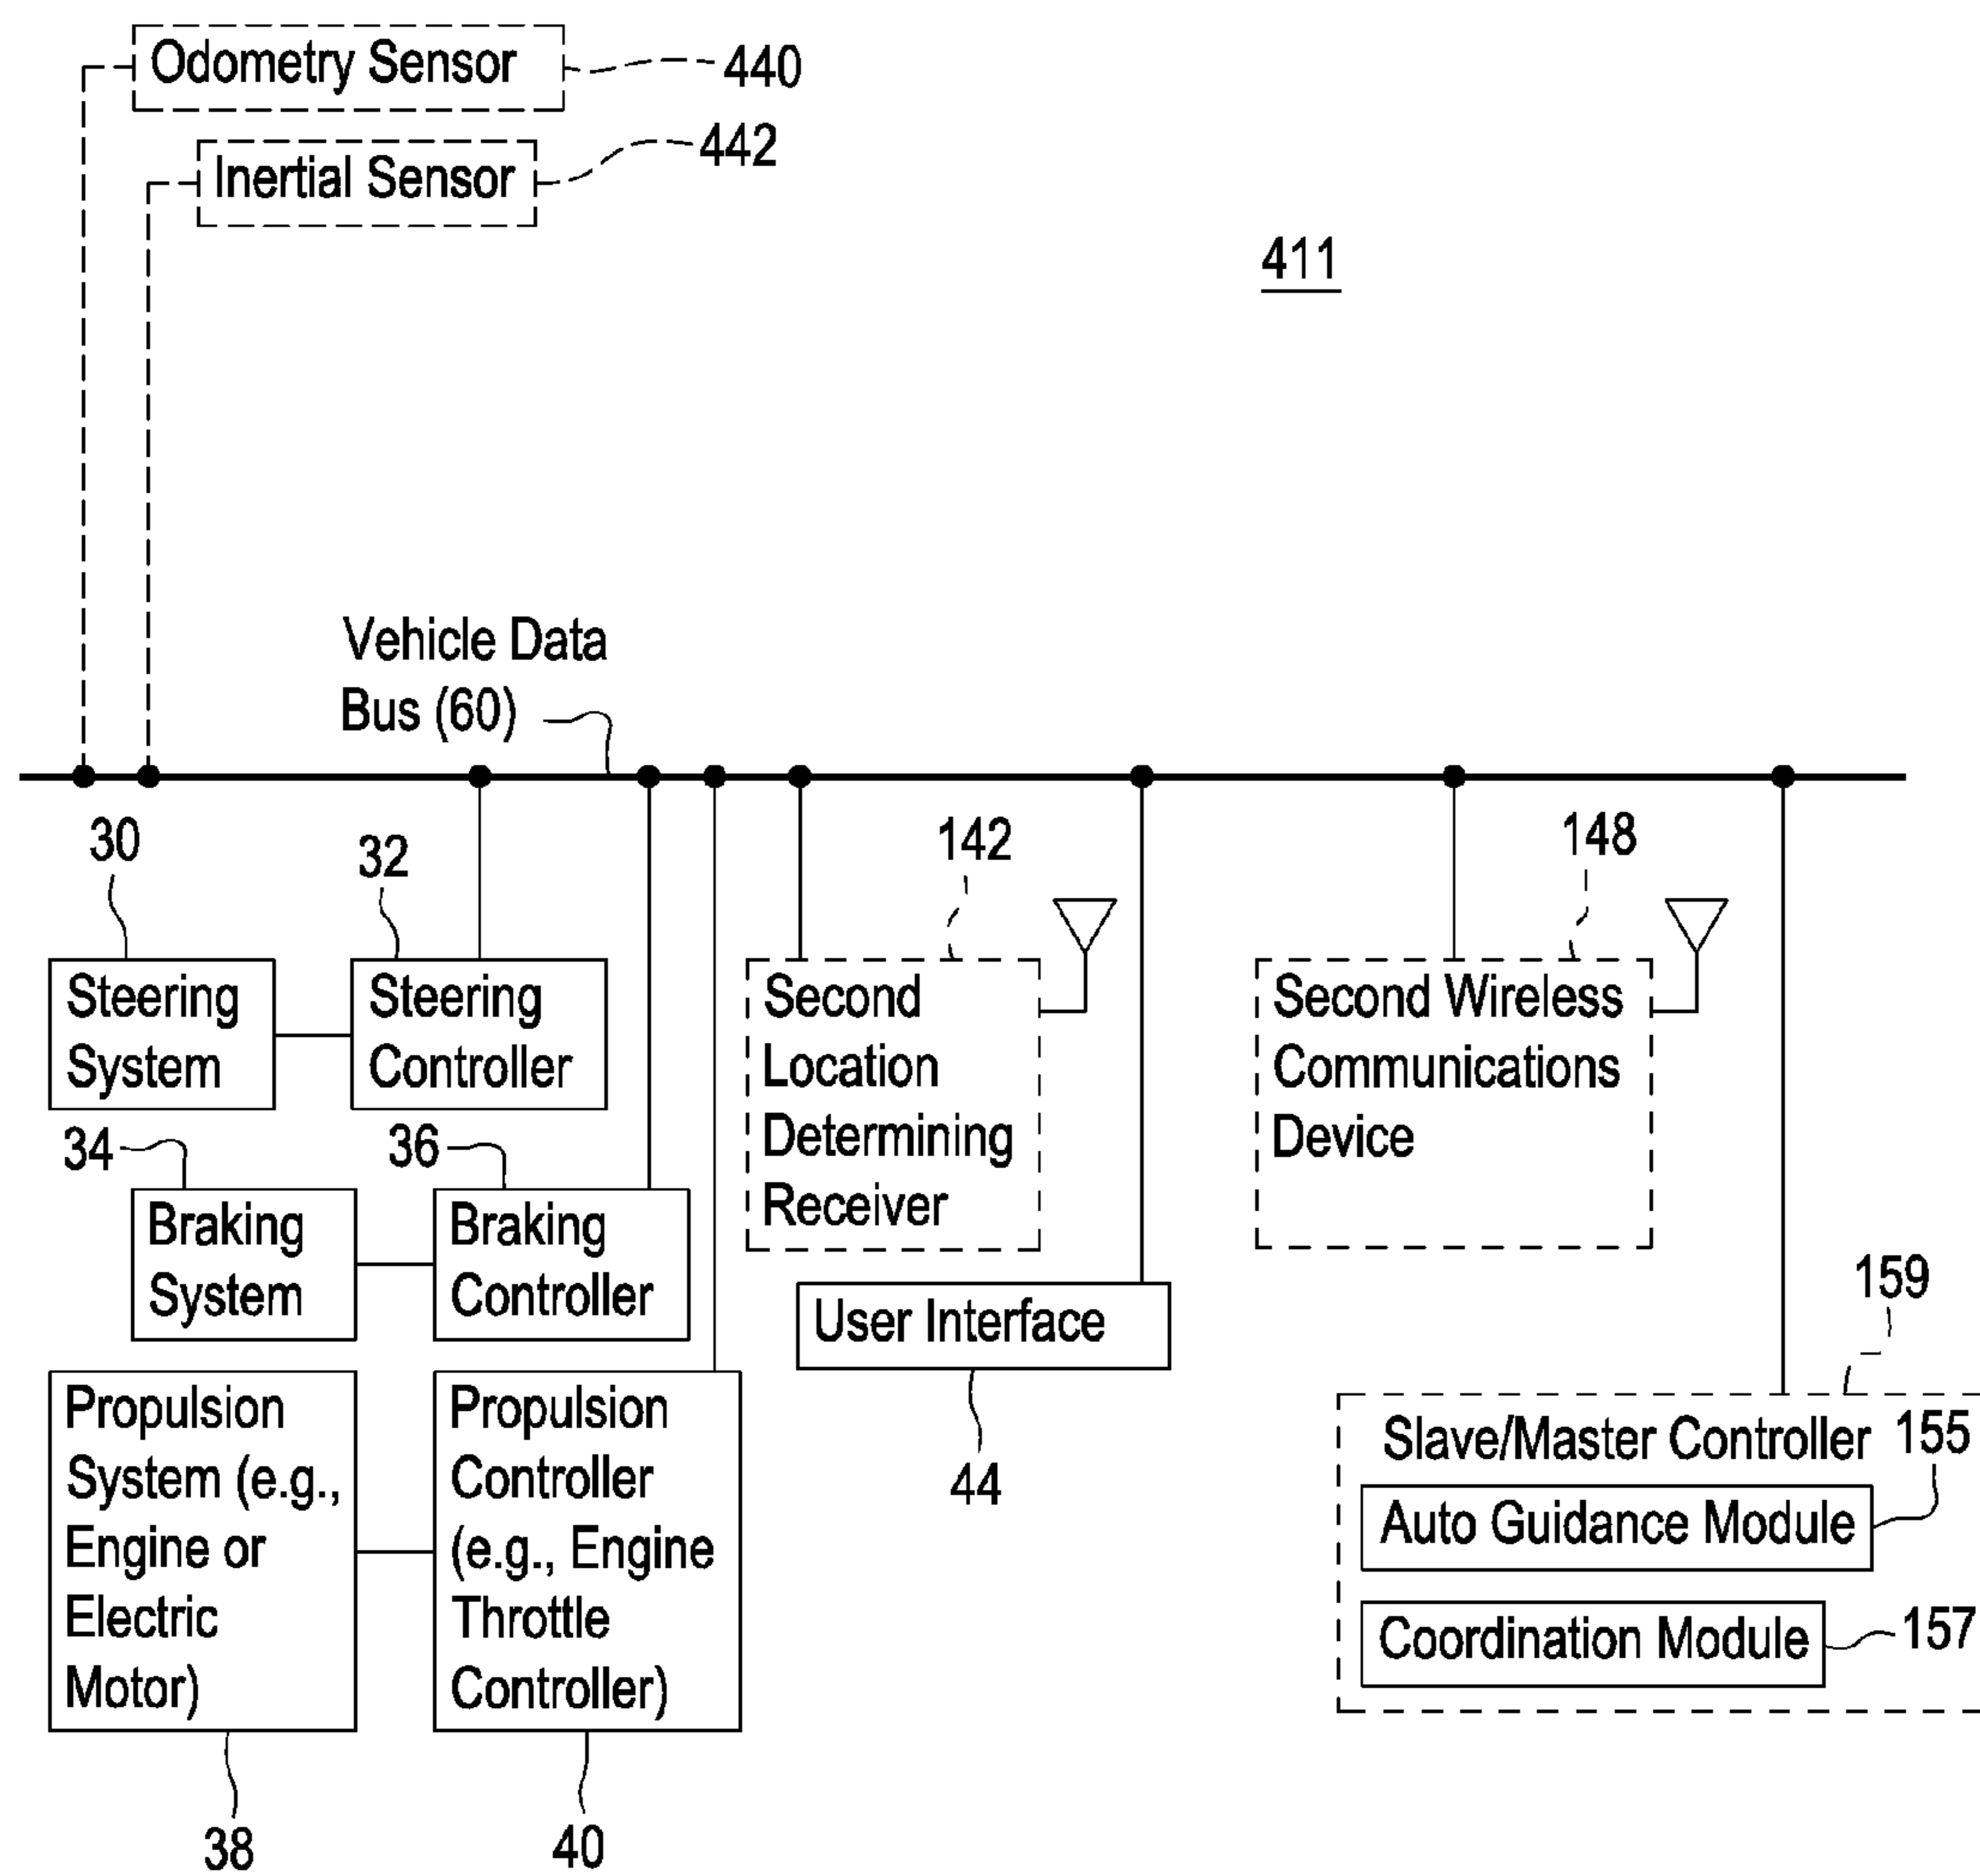 Odometry Sensor
440
Inertial Sensor
442
411
Vehicle Data
Bus (60)
30
32
142
148
Steering
System
Steering
Controller
Second
Location
Determining
Receiver
Second Wireless
Communications
Device
34
36
Braking
System
Braking
Controller
User Interface
44
159
Propulsion
System (e.g.,
Engine or
Electric
Motor)
Propulsion
Controller
(e.g., Engine
Throttle
Controller)
Slave/Master Controller
155
Auto Guidance Module
Coordination Module
157
38
40